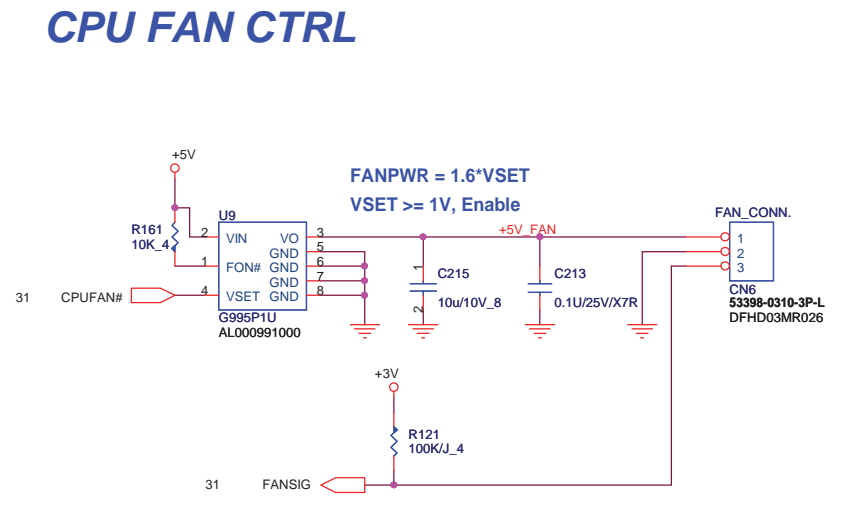 CPU FAN CTRL
+5V
FANPWR = 1.6*VSET
VSET >= 1V, Enable
R161
10K_4
U9
2 VIN VO 3
GND 5
1 FON# GND 6
GND 7
4 VSET GND 8
G995P1U
AL000991000
31 CPUFAN#
+5V_FAN
1
C215
10u/10V_8
2
C213
0.1U/25V/X7R
FAN_CONN.
1
2
3
CN6
53398-0310-3P-L
DFHD03MR026
+3V
R121
100K/J_4
31 FANSIG